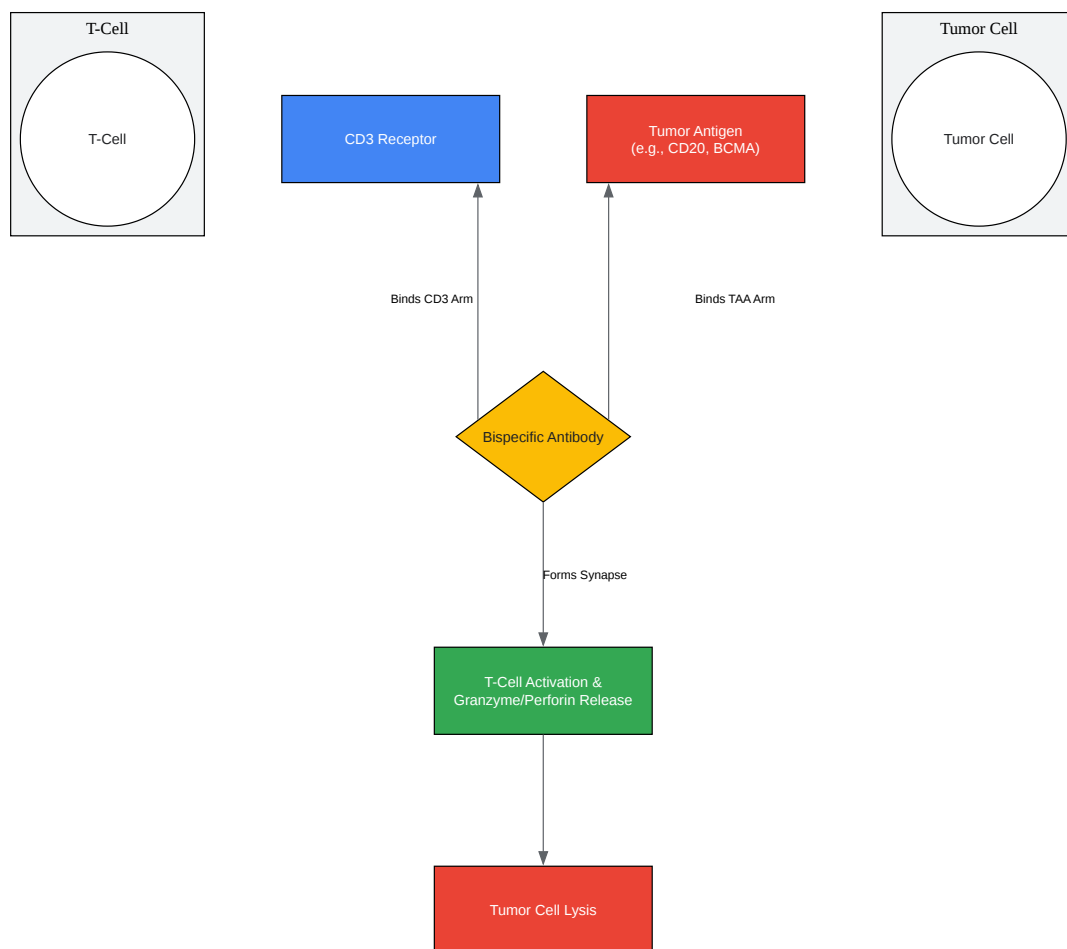 T-Cell
Tumor Cell
T-Cell
CD3 Receptor
Tumor Antigen
(e.g., CD20, BCMA)
Tumor Cell
Binds CD3 Arm
Binds TAA Arm
Bispecific Antibody
Forms Synapse
T-Cell Activation &
Granzyme/Perforin Release
Tumor Cell Lysis